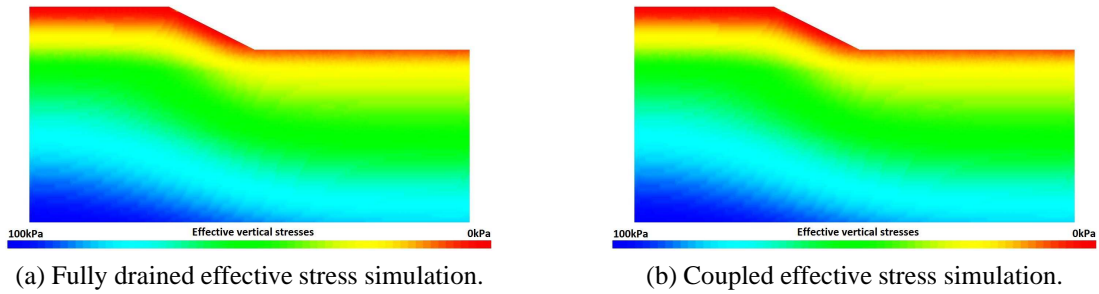 100kPa Effective vertical stresses 0kPa
100kPa Effective vertical stresses 0kPa
(a) Fully drained effective stress simulation.
(b) Coupled effective stress simulation.